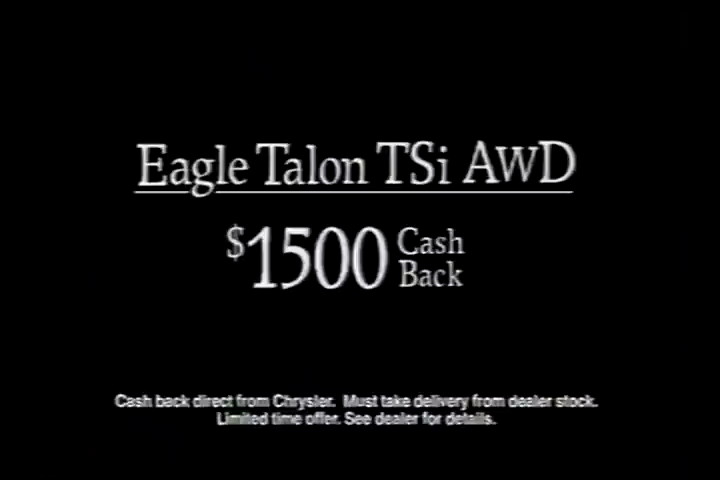 Eagle Talon TSi AWD
$1500 Cash Back
Cash back direct from Chrysler. Must take delivery from dealer stock.
Limited time offer. See dealer for details.